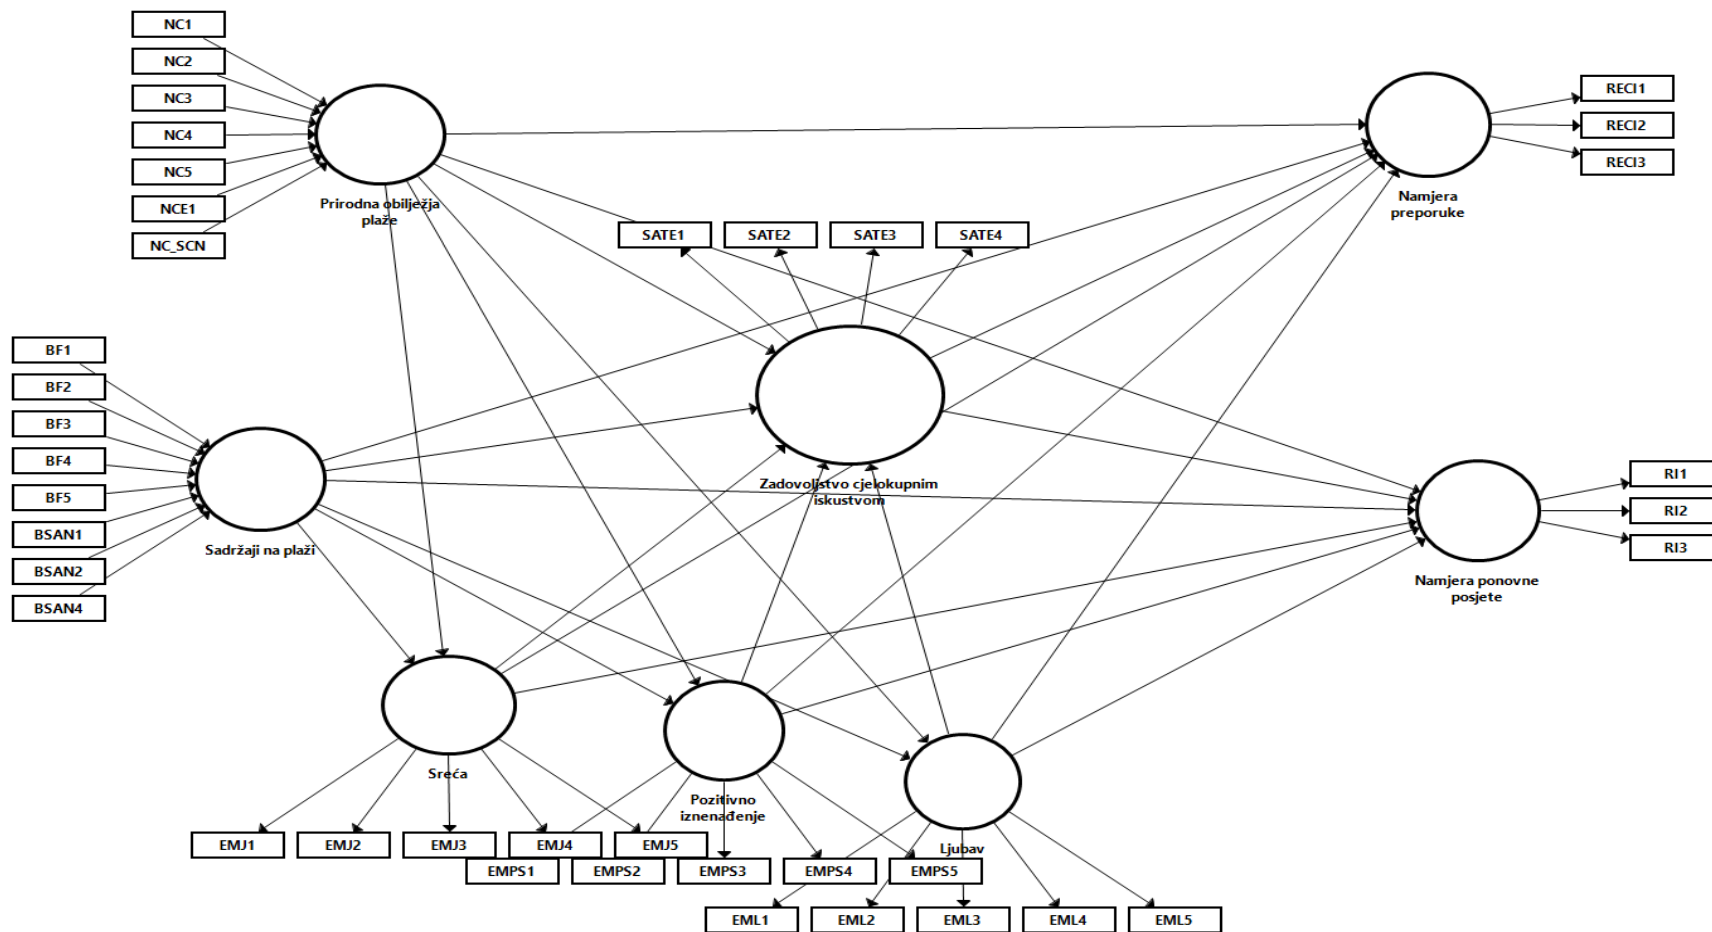 NC1
NC2
NC3
NC4
NC5
NCE1
NC_SCN
Prirodna obilježja
plaže
RECI1
RECI2
RECI3
Namjera
preporuke
SATE1
SATE2
SATE3
SATE4
Zadovoljstvo cjelokupnim
iskustvom
BF1
BF2
BF3
BF4
BF5
BSAN1
BSAN2
BSAN4
Sadržaji na plaži
RI1
RI2
RI3
Namjera ponovne
posjete
Sreća
Pozitivno
iznenađenje
Ljubav
EMJ1
EMJ2
EMJ3
EMJ4
EMJ5
EMPS1
EMPS2
EMPS3
EMPS4
EMPS5
EML1
EML2
EML3
EML4
EML5